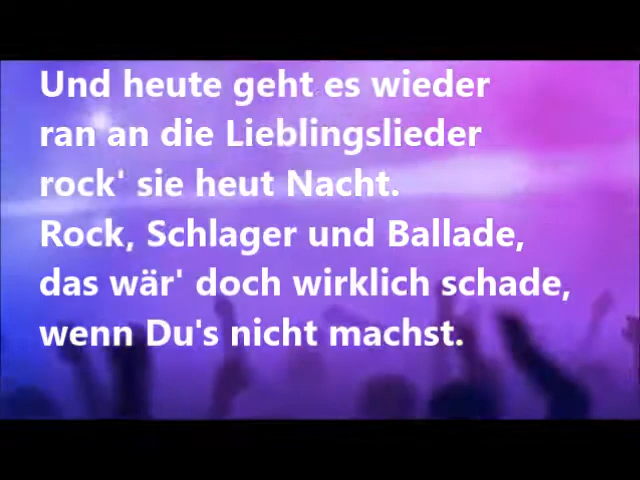 Und heute geht es wieder
ran an die Lieblingslieder
rock' sie heut Nacht.
Rock, Schlager und Ballade,
das wär' doch wirklich schade,
wenn Du's nicht machst.